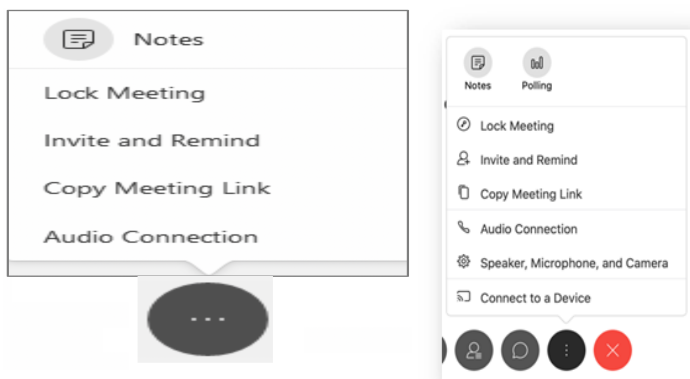 Notes
Lock Meeting
Invite and Remind
Copy Meeting Link
Audio Connection
Notes Polling
Lock Meeting
Invite and Remind
Copy Meeting Link
Audio Connection
Speaker, Microphone, and Camera
Connect to a Device